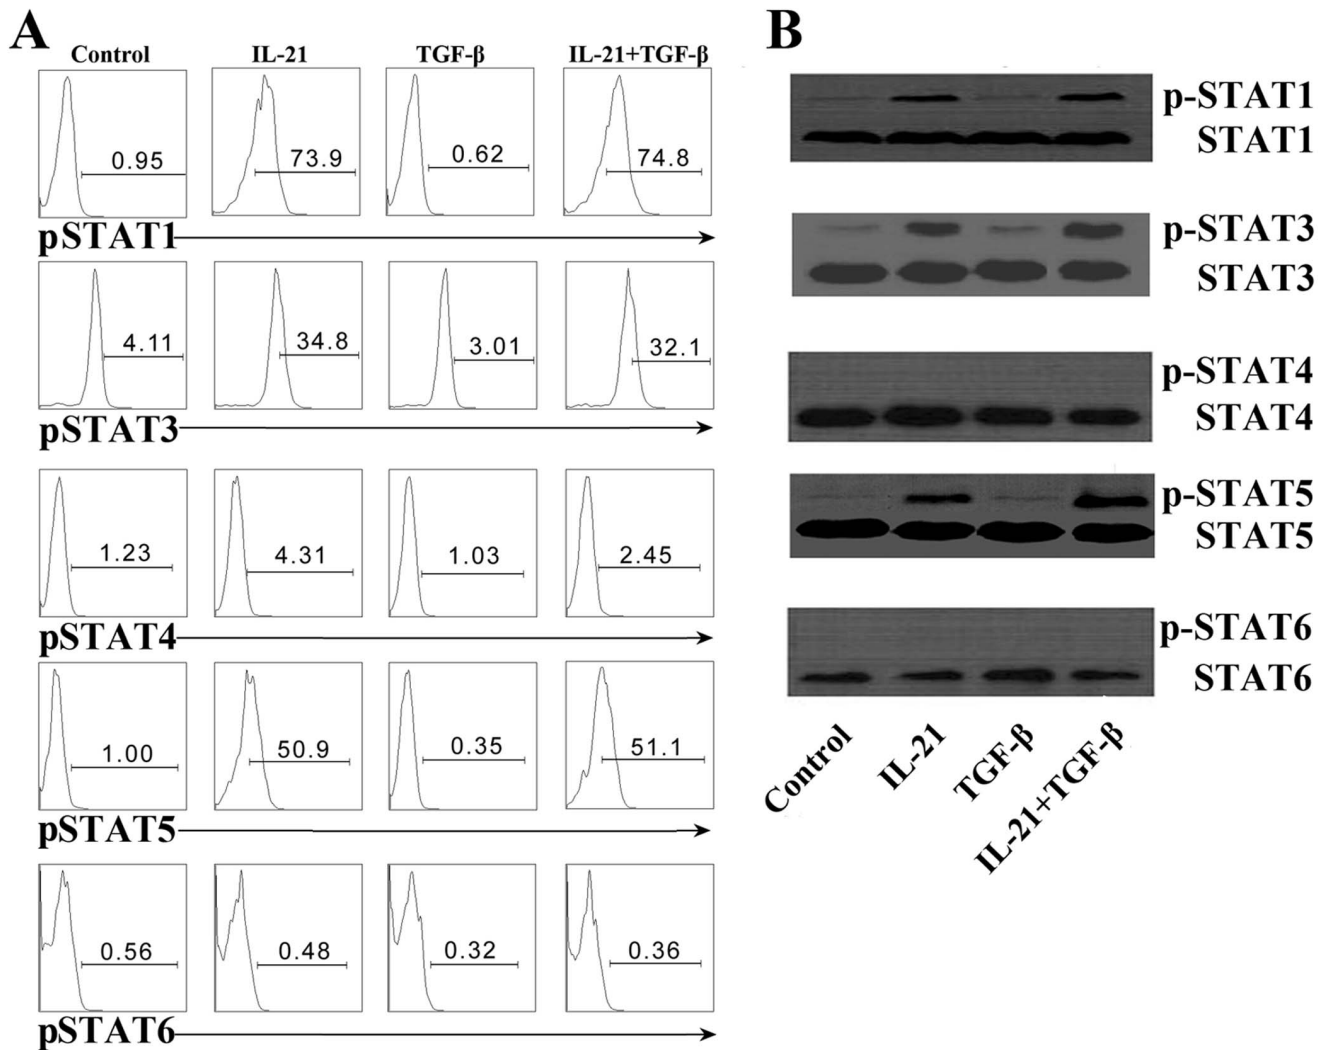 A
Control IL-21 TGF-β IL-21+TGF-β
0.95 73.9 0.62 74.8
pSTAT1
4.11 34.8 3.01 32.1
pSTAT3
1.23 4.31 1.03 2.45
pSTAT4
1.00 50.9 0.35 51.1
pSTAT5
0.56 0.48 0.32 0.36
pSTAT6
B
p-STAT1
STAT1
p-STAT3
STAT3
p-STAT4
STAT4
p-STAT5
STAT5
p-STAT6
STAT6
Control IL-21 TGF-β IL-21+TGF-β